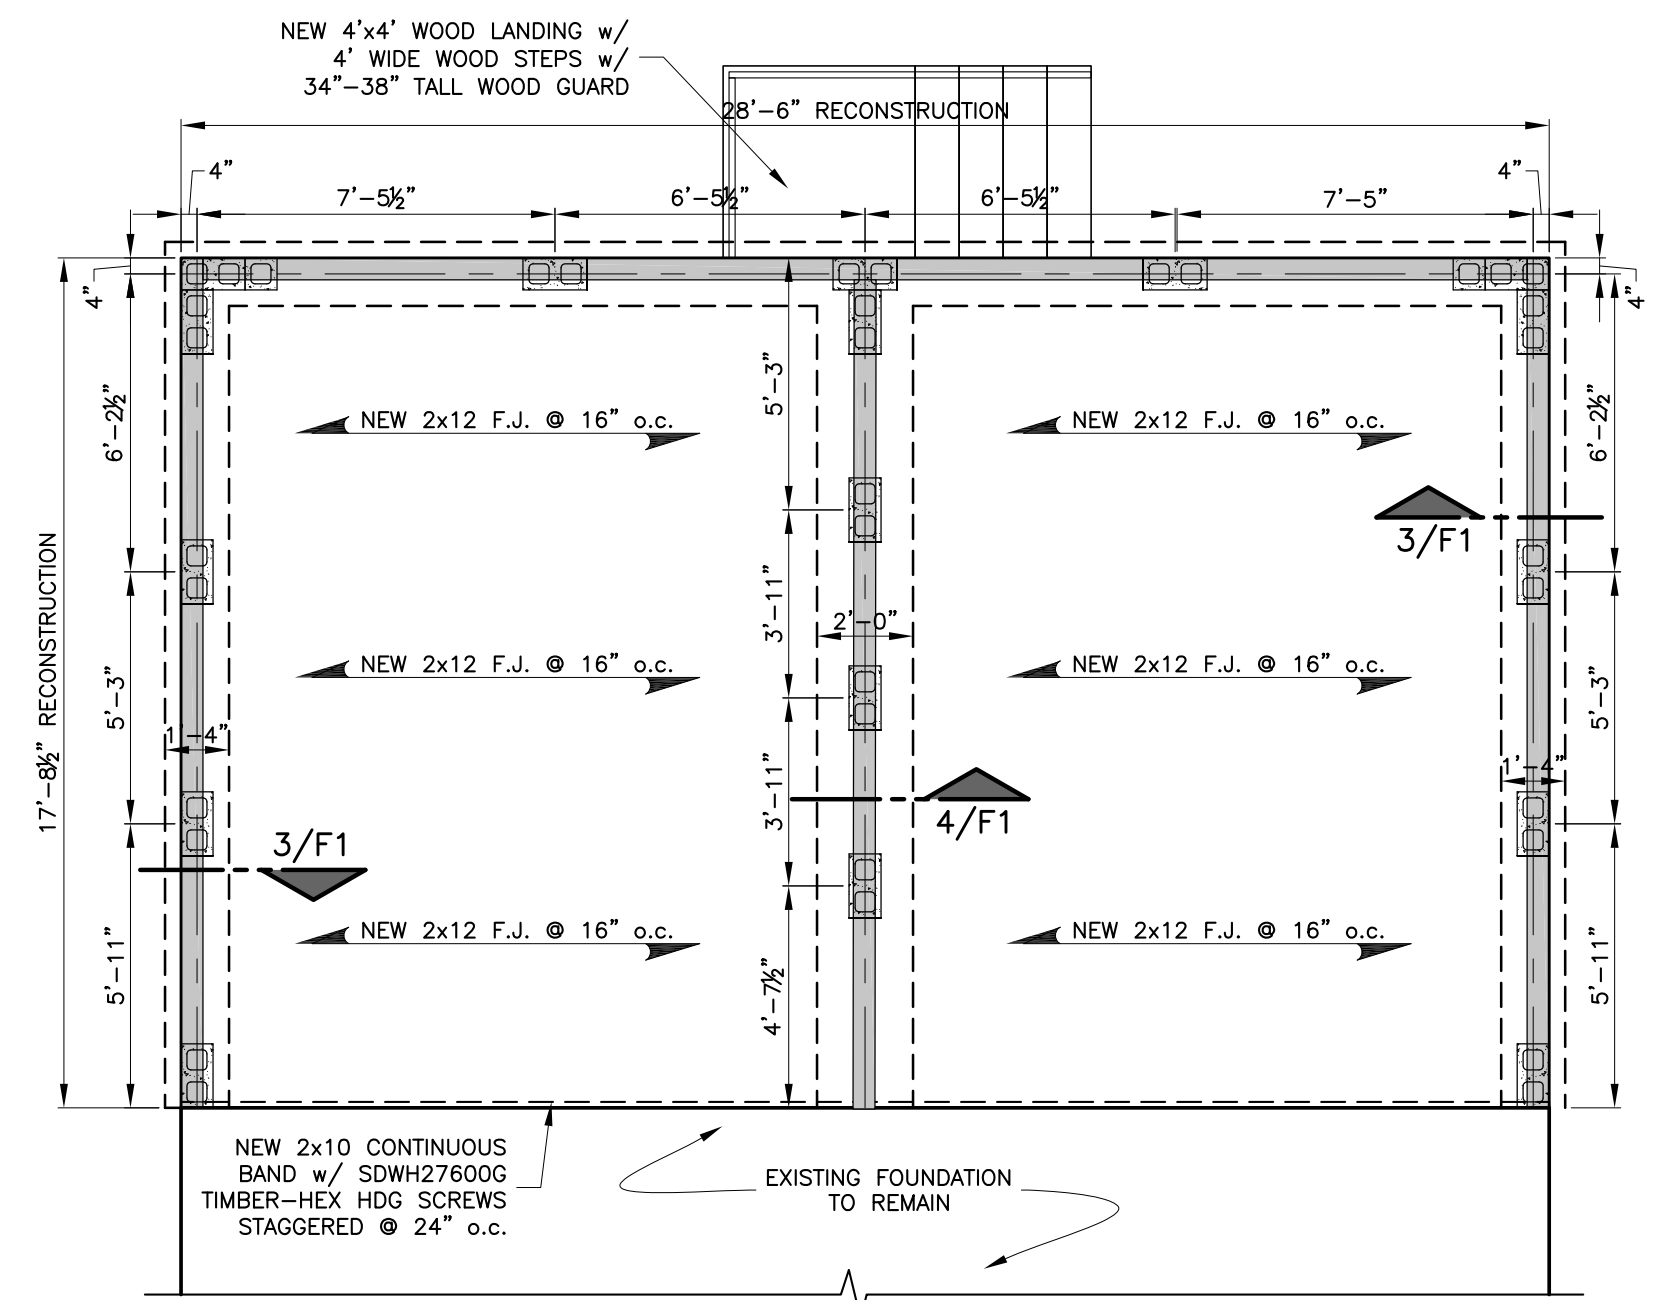 NEW 4'x4' WOOD LANDING w/
4' WIDE WOOD STEPS w/
34"-38" TALL WOOD GUARD
28'-6" RECONSTRUCTION
4"
4"
7'-5½"
6'-5½"
6'-5½"
7'-5"
4"
4"
6'-2½"
5'-3"
6'-2½"
NEW 2x12 F.J. @ 16" o.c.
NEW 2x12 F.J. @ 16" o.c.
3/F1
17'-8½" RECONSTRUCTION
3'-11"
2'-0"
5'-3"
NEW 2x12 F.J. @ 16" o.c.
NEW 2x12 F.J. @ 16" o.c.
5'-3"
1'-4"
3'-11"
1'-4"
4/F1
3/F1
5'-11"
NEW 2x12 F.J. @ 16" o.c.
NEW 2x12 F.J. @ 16" o.c.
5'-11"
4'-7½"
NEW 2x10 CONTINUOUS
BAND w/ SDWH27600G
TIMBER-HEX HDG SCREWS
STAGGERED @ 24" o.c.
EXISTING FOUNDATION
TO REMAIN